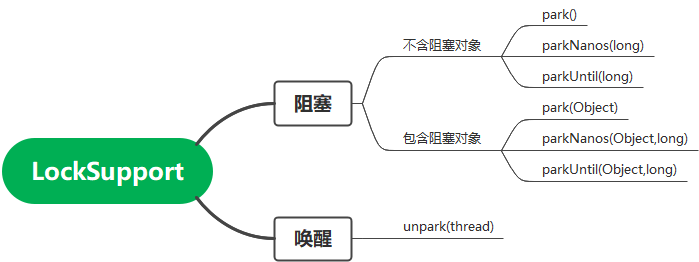 LockSupport
阻塞
不含阻塞对象
park()
parkNanos(long)
parkUntil(long)
包含阻塞对象
park(Object)
parkNanos(Object,long)
parkUntil(Object,long)
唤醒
unpark(thread)